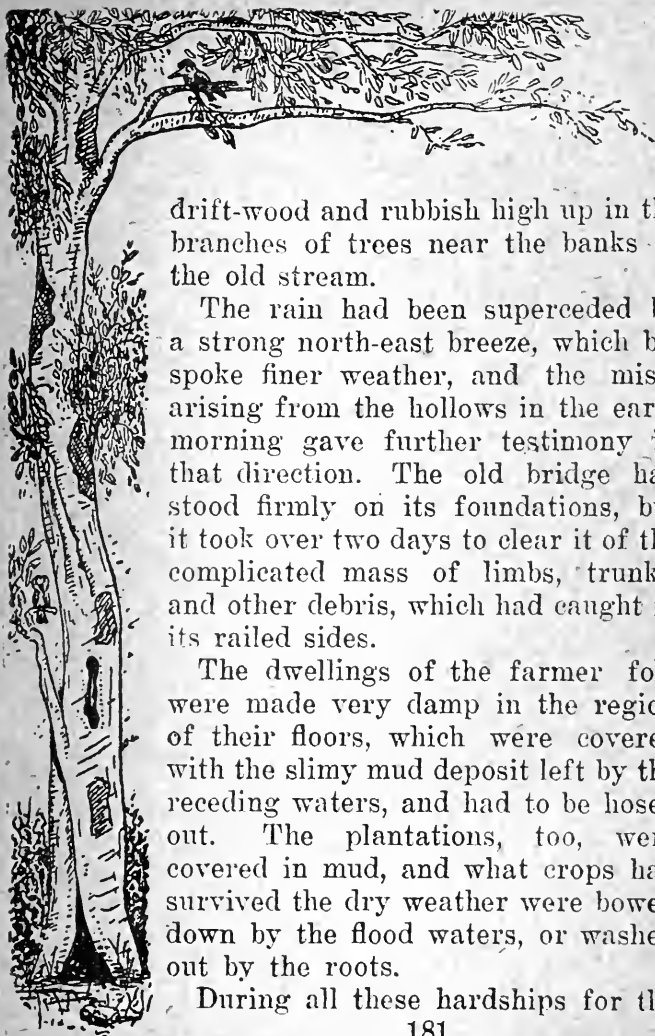 drift-wood and rubbish high up in
branches of trees near the banks
the old stream.
The rain had been superceded
a strong north-east breeze, which b
spoke finer weather, and the mis
arising from the hollows in the ear
morning gave further testimony
that direction. The old bridge ha
stood firmly on its foundations, b
it took over two days to clear it of
complicated mass of limbs, trunk
and other debris, which had caught
its railed sides.
The dwellings of the farmer fo
were made very damp in the regio
of their floors, which were covere
with the slimy mud deposit left by
receding waters, and had to be hose
out. The plantations, too, wer
covered in mud, and what crops ha
survived the dry weather were bowe
down by the flood waters, or washe
out by the roots.
During all these hardships for
181